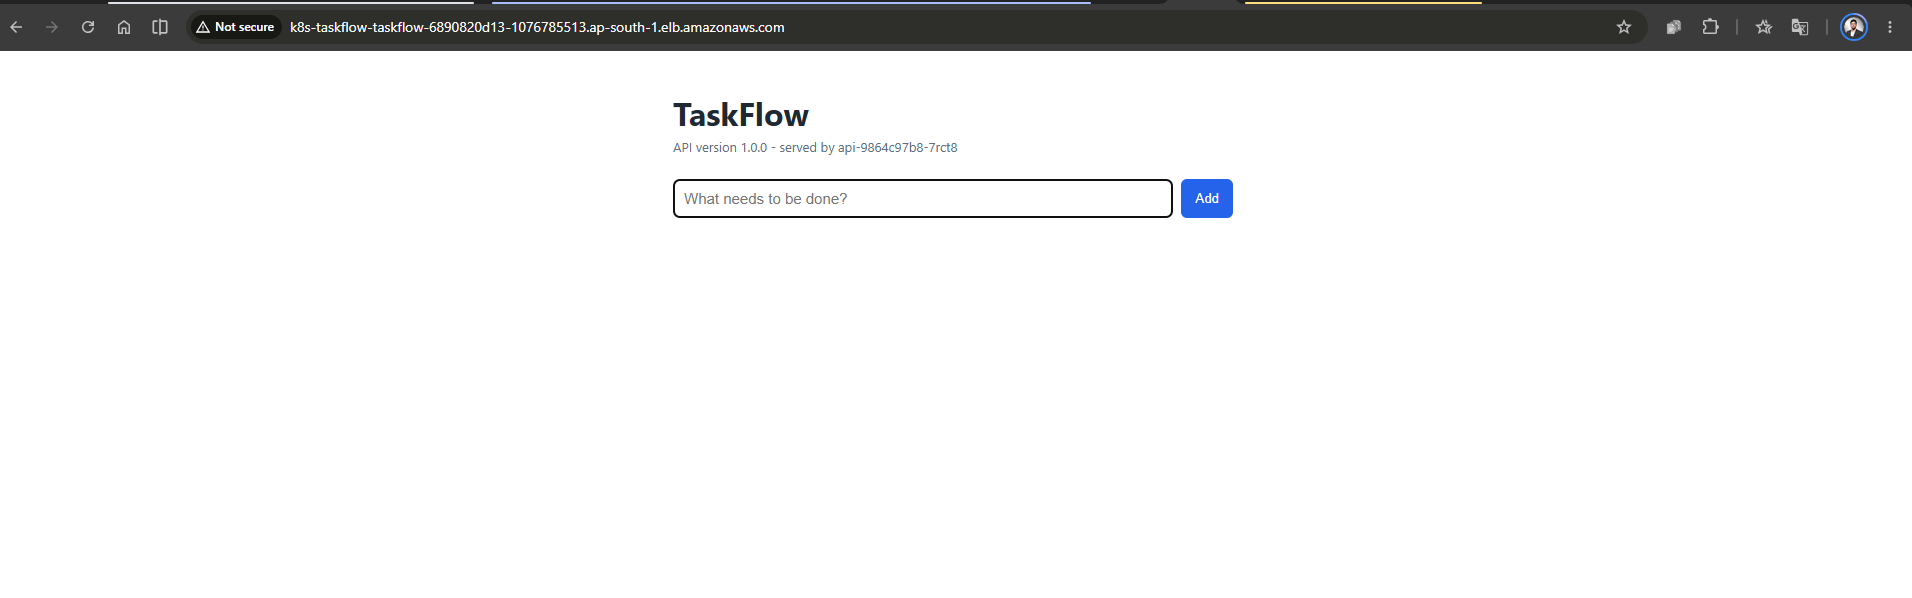 Not secure
k8s-taskflow-taskflow-6890820d13-1076785513.ap-south-1.elb.amazonaws.com
TaskFlow
API version 1.0.0 - served by api-9864c97b8-7rct8
What needs to be done?
Add